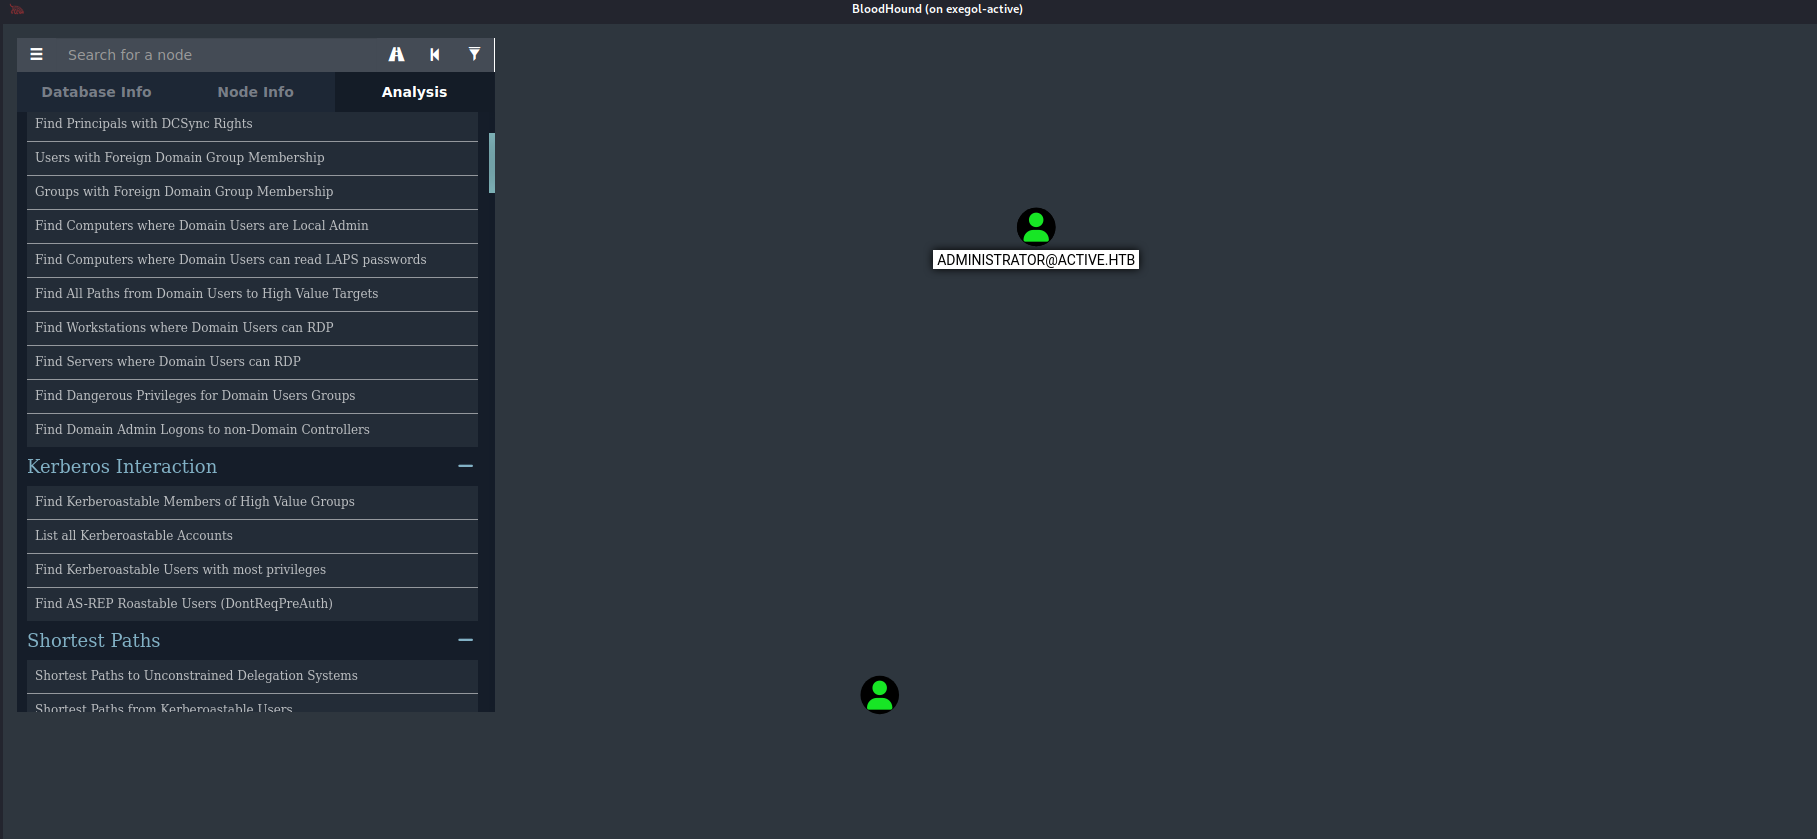 BloodHound (on exegol-active)
Search for a node
Database Info
Node Info
Analysis
Find Principals with DCSync Rights
Users with Foreign Domain Group Membership
Groups with Foreign Domain Group Membership
Find Computers where Domain Users are Local Admin
Find Computers where Domain Users can read LAPS passwords
Find All Paths from Domain Users to High Value Targets
Find Workstations where Domain Users can RDP
Find Servers where Domain Users can RDP
Find Dangerous Privileges for Domain Users Groups
Find Domain Admin Logons to non-Domain Controllers
Kerberos Interaction
Find Kerberoastable Members of High Value Groups
List all Kerberoastable Accounts
Find Kerberoastable Users with most privileges
Find AS-REP Roastable Users (DontReqPreAuth)
Shortest Paths
Shortest Paths to Unconstrained Delegation Systems
Shortest Paths from Kerberoastable Users
ADMINISTRATOR@ACTIVE.HTB